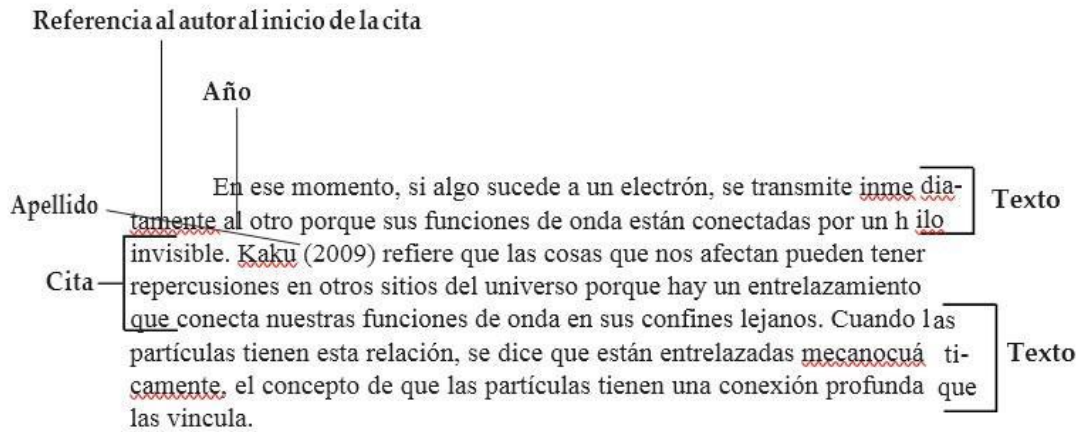 Referencia al autor al inicio de la cita
Año
Apellido
Cita
En ese momento, si algo sucede a un electrón, se transmite inme dia-
tamente al otro porque sus funciones de onda están conectadas por un h ilo
invisible. Kaku (2009) refiere que las cosas que nos afectan pueden tener
repercusiones en otros sitios del universo porque hay un entrelazamiento
que conecta nuestras funciones de onda en sus confines lejanos. Cuando las
partículas tienen esta relación, se dice que están entrelazadas mecanocuá ti-
camente, el concepto de que las partículas tienen una conexión profunda que
las vincula.
Texto
Texto